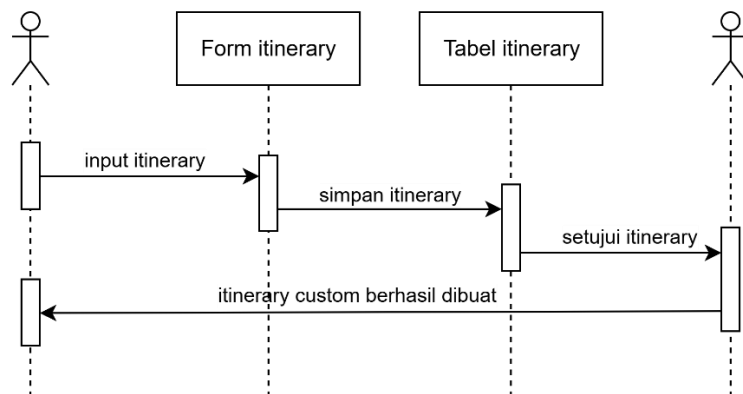 Form itinerary
Tabel itinerary
input itinerary
simpan itinerary
setujui itinerary
itinerary custom berhasil dibuat